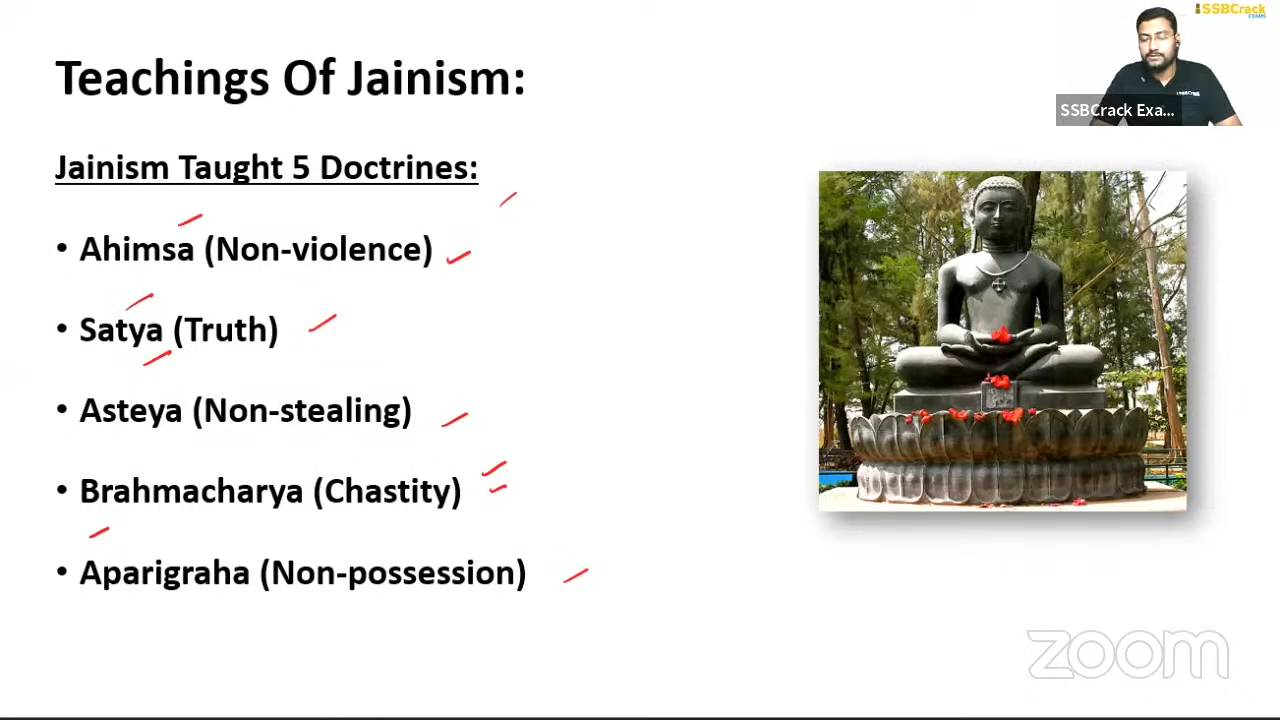 SSBCrack
EXAMS
Teachings Of Jainism:
SSBCrack Exa...
Jainism Taught 5 Doctrines:
• Ahimsa (Non-violence)
• Satya (Truth)
• Asteya (Non-stealing)
• Brahmacharya (Chastity)
• Aparigraha (Non-possession)
zoom